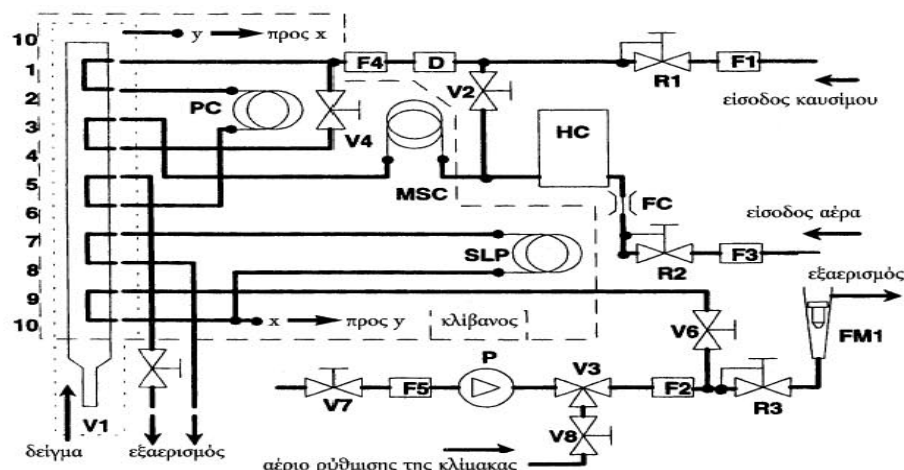 10 y προς x F4 D R1 F1
1 V2 είσοδος καυσίμου
2 PC HC
3 V4
4
5 MSC FC είσοδος αέρα
6
7 SLP R2 F3 εξαερισμός
8
9
10 x προς y κλίβανος V6 FM1
P V3
V7 F5 F2 R3
V1 V8
δείγμα εξαερισμός
αέριο ρύθμισης της κλίμακας